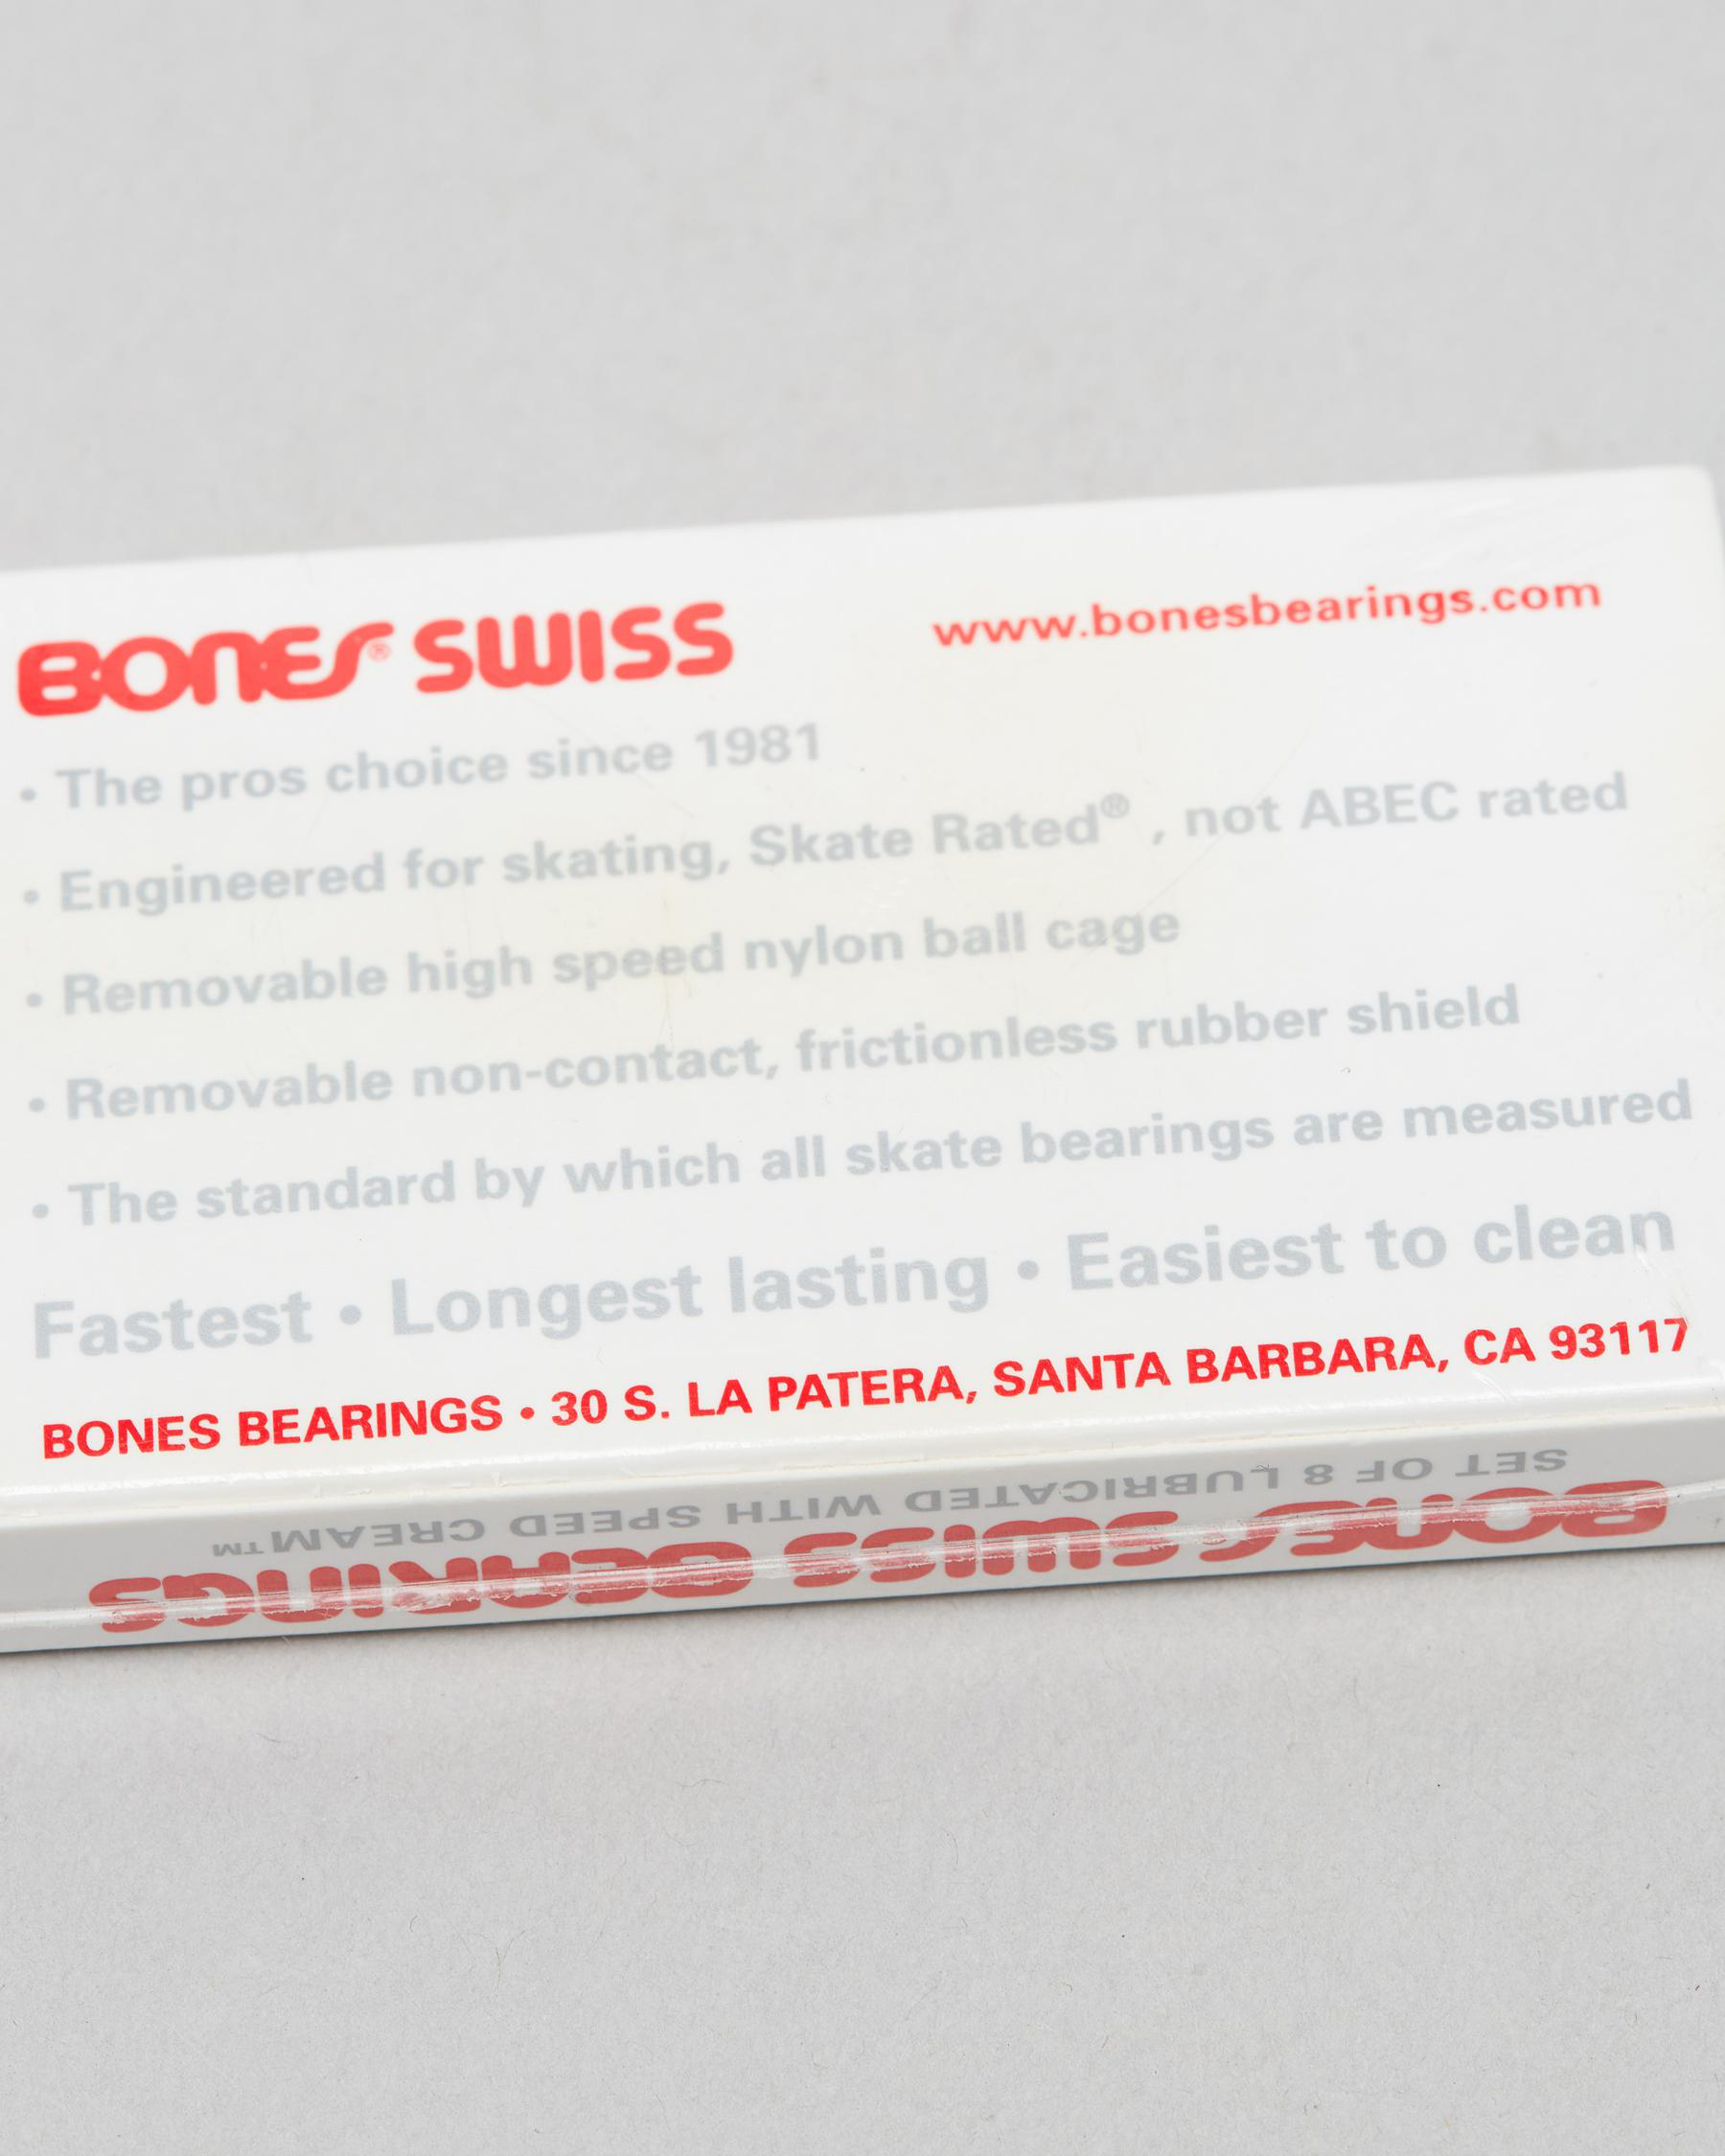 BONES® SWISS
www.bonesbearings.com
• The pros choice since 1981
• Engineered for skating, Skate Rated® , not ABEC rated
• Removable high speed nylon ball cage
• Removable non-contact, frictionless rubber shield
• The standard by which all skate bearings are measured
Fastest • Longest lasting • Easiest to clean
BONES BEARINGS • 30 S. LA PATERA, SANTA BARBARA, CA 93117
BONES SWISS BEARINGS
SET OF 8 LUBRICATED WITH SPEED CREAM™